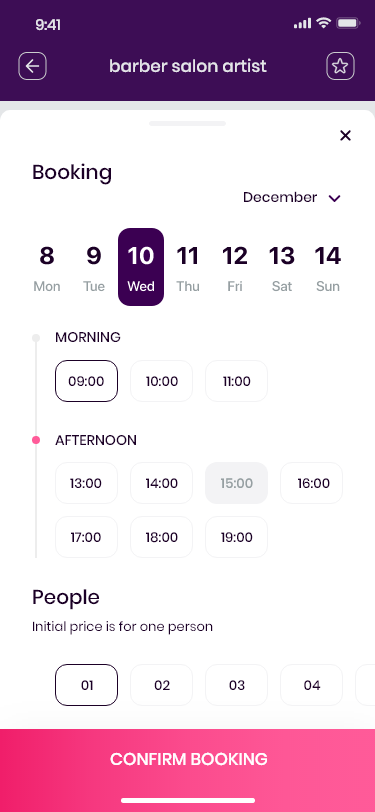 9:41
barber salon artist
Booking
December
8 9 10 11 12 13 14
Mon Tue Wed Thu Fri Sat Sun
MORNING
09:00 10:00 11:00
AFTERNOON
13:00 14:00 15:00 16:00
17:00 18:00 19:00
People
Initial price is for one person
01 02 03 04
CONFIRM BOOKING